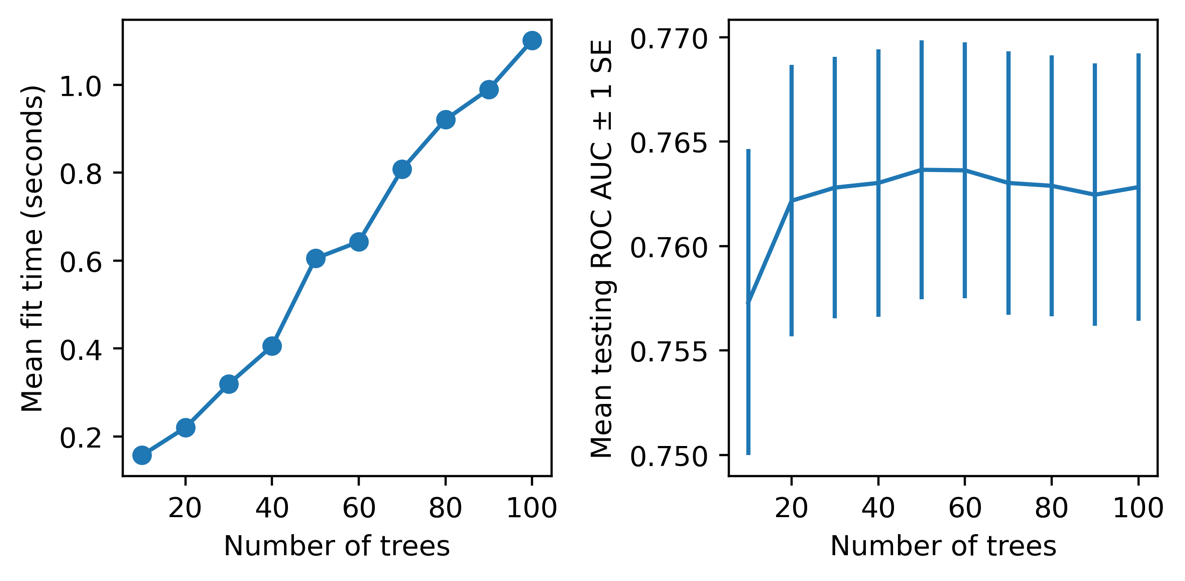 Mean fit time (seconds)
1.0
0.8
0.6
0.4
0.2
20 40 60 80 100
Number of trees
Mean testing ROC AUC ± 1 SE
0.770
0.765
0.760
0.755
0.750
20 40 60 80 100
Number of trees